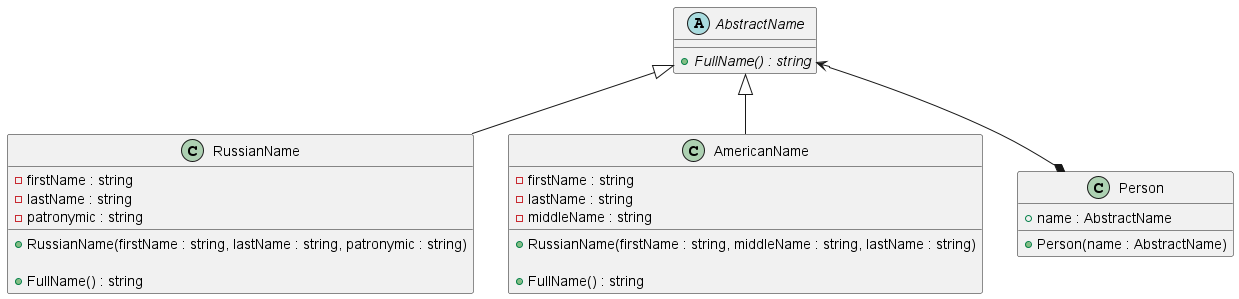 A AbstractName
FullName() : string
C RussianName
firstName : string
lastName : string
patronymic : string
RussianName(firstName : string, lastName : string, patronymic : string)
FullName() : string
C AmericanName
firstName : string
lastName : string
middleName : string
RussianName(firstName : string, middleName : string, lastName : string)
FullName() : string
C Person
name : AbstractName
Person(name : AbstractName)